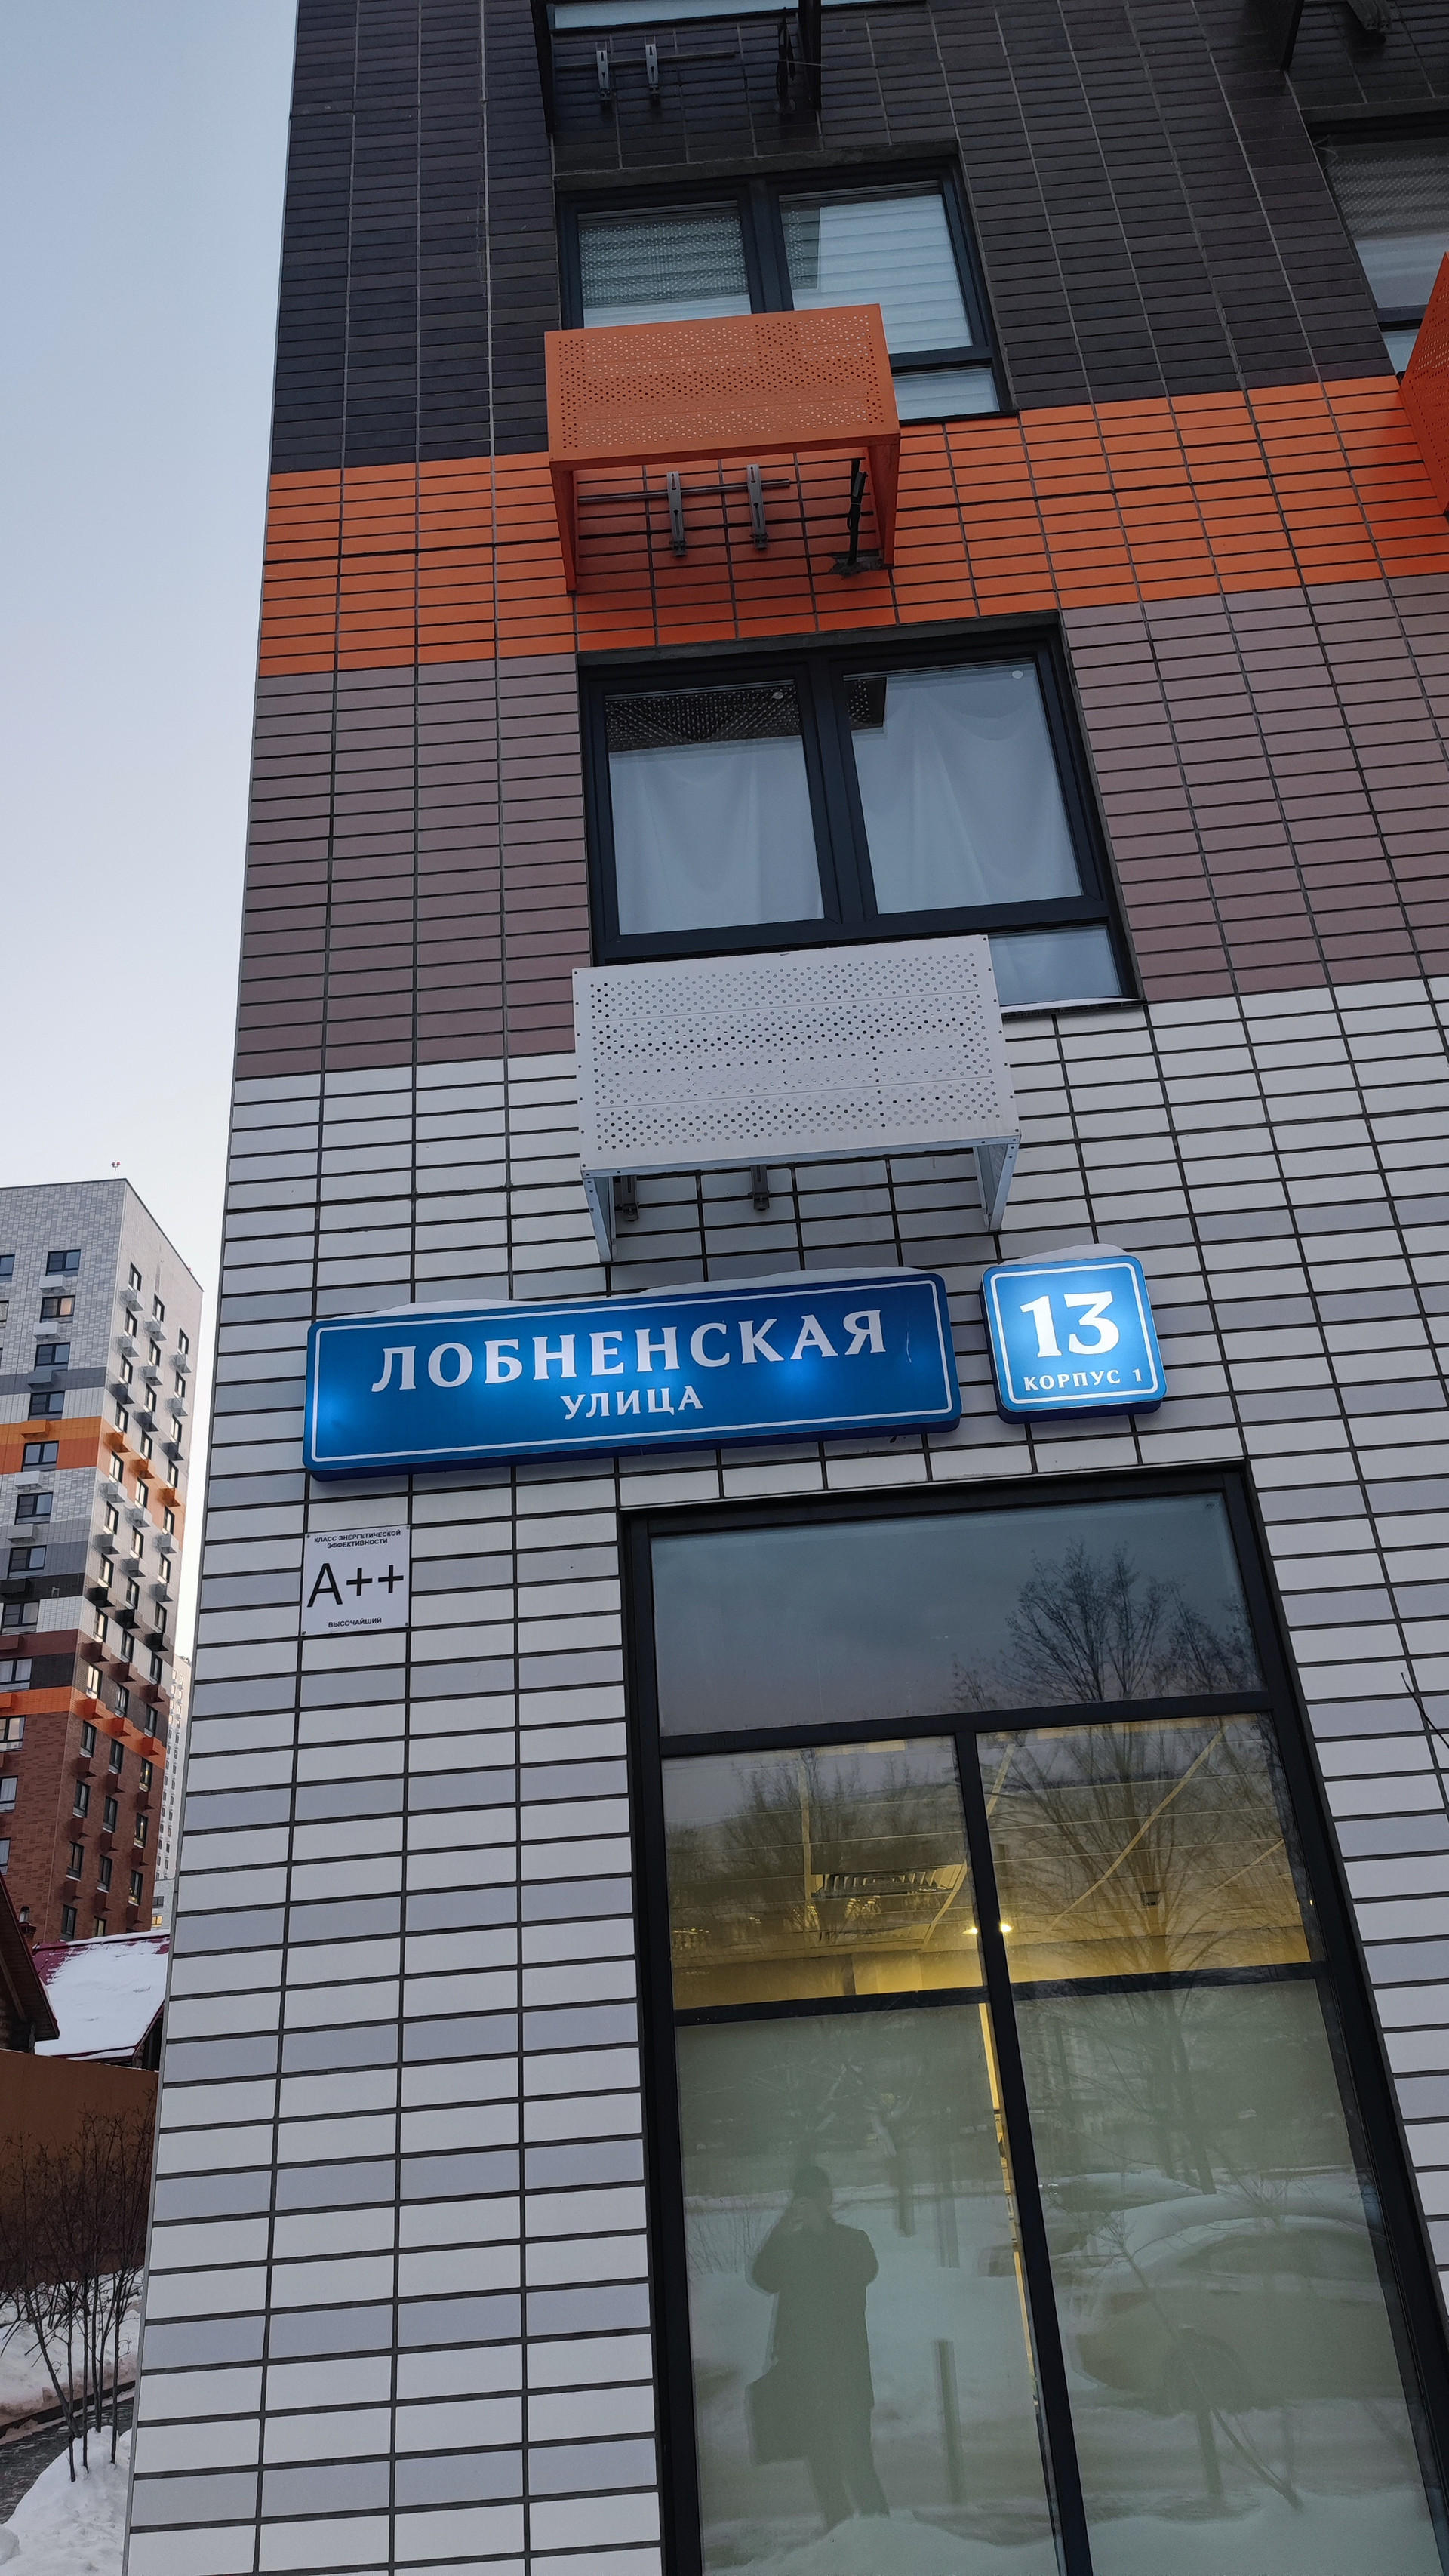 ЛОБНЕНСКАЯ
УЛИЦА
13
КОРПУС 1
КЛАСС ЭНЕРГЕТИЧЕСКОЙ
ЭФФЕКТИВНОСТИ
A++
ВЫСОЧАЙШИЙ